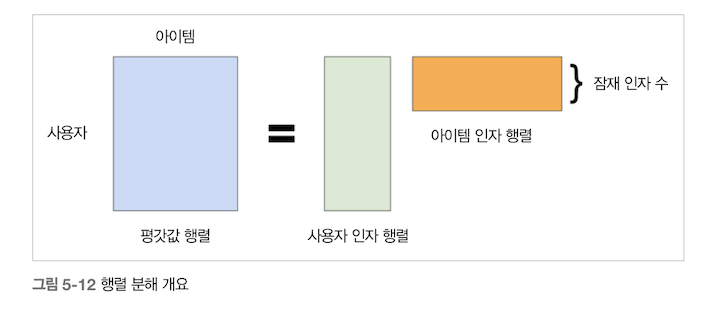 아이템
사용자
잠재 인자 수
아이템 인자 행렬
평갓값 행렬
사용자 인자 행렬
그림 5-12 행렬 분해 개요